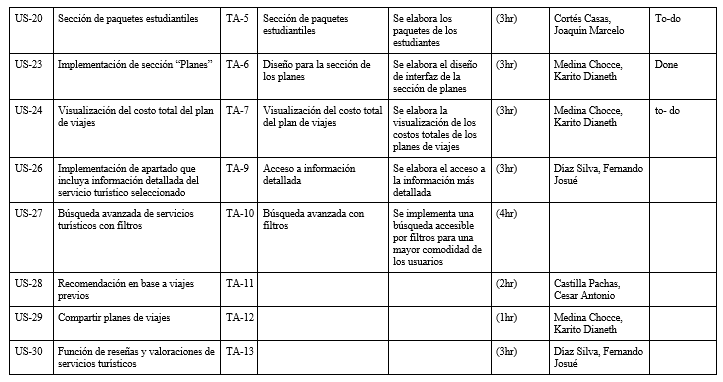 US-20 Sección de paquetes estudiantiles TA-5 Sección de paquetes estudiantiles Se elabora los paquetes de los estudiantes (3hr) Cortés Casas, Joaquín Marcelo To-do
US-23 Implementación de sección “Planes” TA-6 Diseño para la sección de los planes Se elabora el diseño de interfaz de la sección de planes (3hr) Medina Chocce, Karito Dianeth Done
US-24 Visualización del costo total del plan de viajes TA-7 Visualización del costo total del plan de viajes Se elabora la visualización de los costos totales de los planes de viajes (3hr) Medina Chocce, Karito Dianeth to- do
US-26 Implementación de apartado que incluya información detallada del servicio turístico seleccionado TA-9 Acceso a información detallada Se elabora el acceso a la información más detallada (3hr) Díaz Silva, Fernando Josué
US-27 Búsqueda avanzada de servicios turísticos con filtros TA-10 Búsqueda avanzada con filtros Se implementa una búsqueda accesible por filtros para una mayor comodidad de los usuarios (4hr)
US-28 Recomendación en base a viajes previos TA-11 (2hr) Castilla Pachas, Cesar Antonio
US-29 Compartir planes de viajes TA-12 (1hr) Medina Chocce, Karito Dianeth
US-30 Función de reseñas y valoraciones de servicios turísticos TA-13 (3hr) Díaz Silva, Fernando Josué